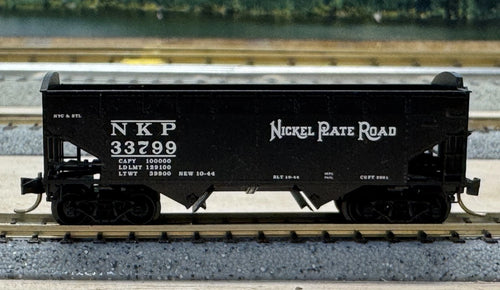 NYC & STL
NKP
33799
CAPY 100000
LD LMT 129100
LT WT 39900 NEW 10-44
NICKEL PLATE ROAD
BLT 10-44